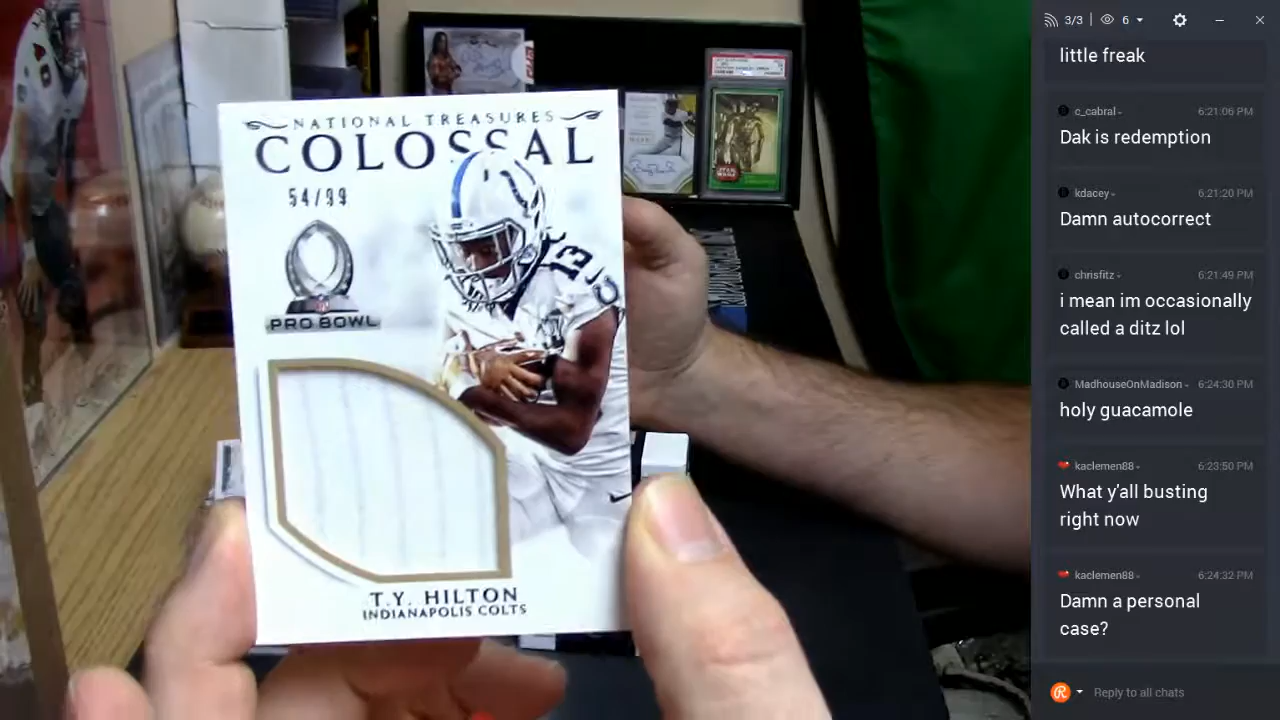 NATIONAL TREASURES
COLOSSAL
54/99
PRO BOWL
13
T.Y. HILTON
INDIANAPOLIS COLTS
STAR
WARS
3/3
6
little freak
c_cabral
6:21:06 PM
Dak is redemption
kdacey
6:21:20 PM
Damn autocorrect
chrisfitz
6:21:49 PM
i mean im occasionally
called a ditz lol
MadhouseOnMadison
6:24:30 PM
holy guacamole
kaclemen88
6:23:50 PM
What y'all busting
right now
kaclemen88
6:24:32 PM
Damn a personal
case?
Reply to all chats